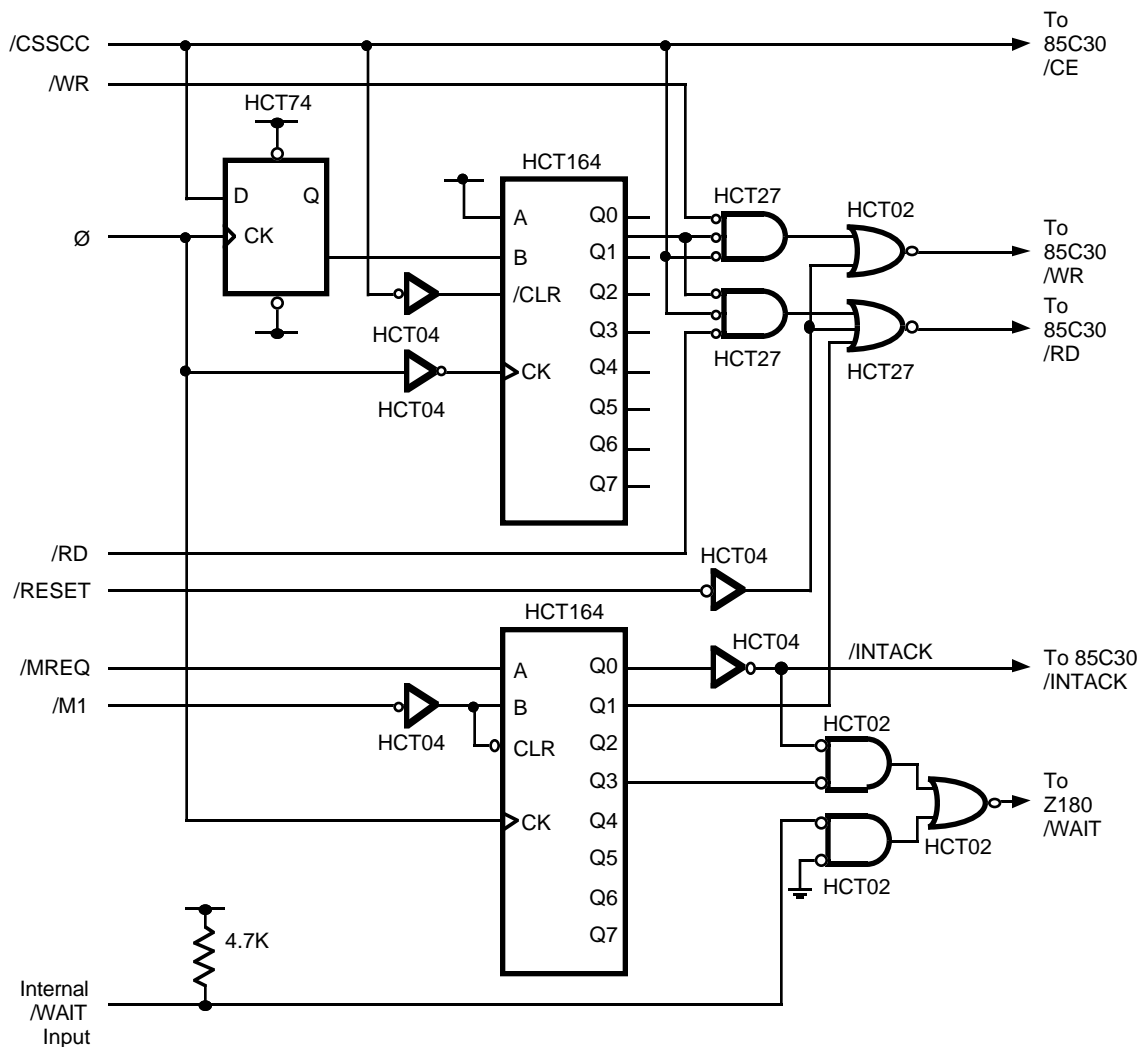 To
85C30
/CE
/CSSCC
/WR
HCT74
D
Q
CK
Ø
HCT164
A
B
/CLR
CK
Q0
Q1
Q2
Q3
Q4
Q5
Q6
Q7
HCT04
HCT04
HCT27
HCT27
HCT02
HCT27
To
85C30
/WR
To
85C30
/RD
/RD
/RESET
HCT04
HCT164
/MREQ
/M1
HCT04
A
B
CLR
CK
Q0
Q1
Q2
Q3
Q4
Q5
Q6
Q7
HCT04
/INTACK
To 85C30
/INTACK
HCT02
HCT02
HCT02
To
Z180
/WAIT
4.7K
Internal
/WAIT
Input